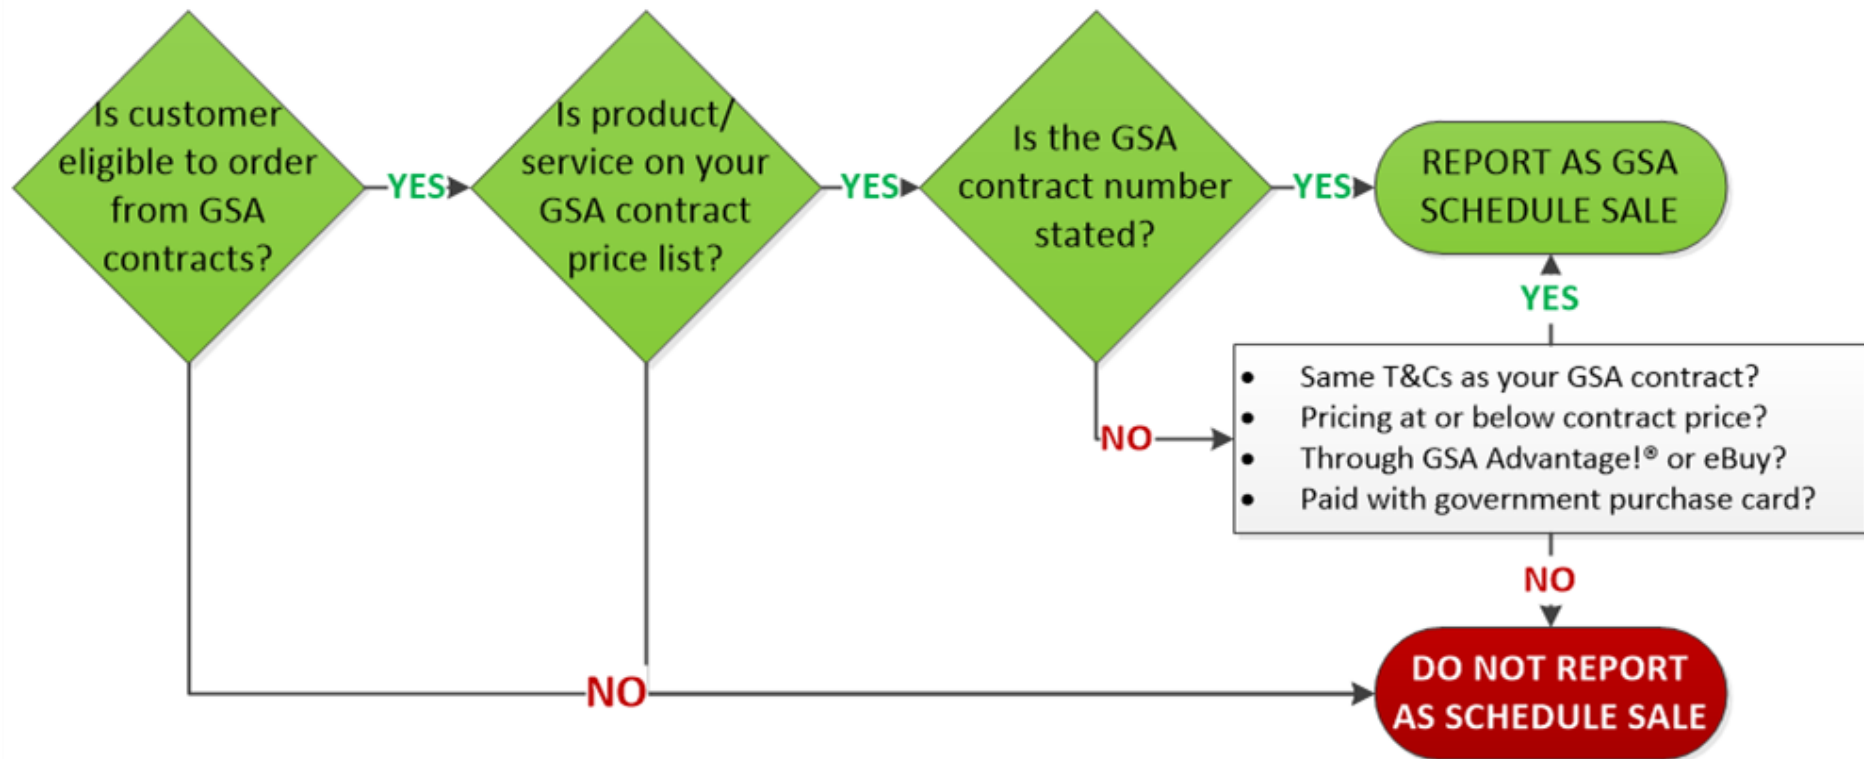 Is customer
eligible to order
from GSA
contracts?
YES
Is product/
service on your
GSA contract
price list?
YES
Is the GSA
contract number
stated?
YES
REPORT AS GSA
SCHEDULE SALE
YES
NO
• Same T&Cs as your GSA contract?
• Pricing at or below contract price?
• Through GSA Advantage!® or eBuy?
• Paid with government purchase card?
NO
NO
DO NOT REPORT
AS SCHEDULE SALE